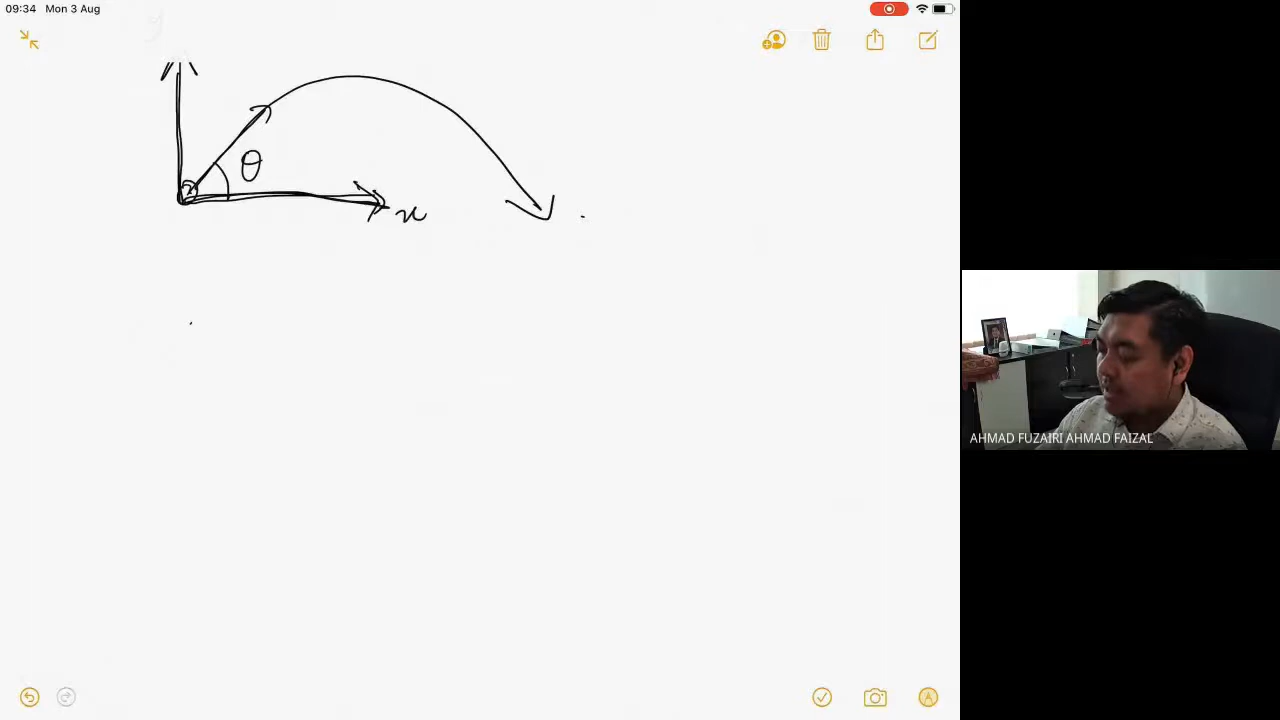 09:34 Mon 3 Aug
θ
x
AHMAD FUZAIRI AHMAD FAIZAL